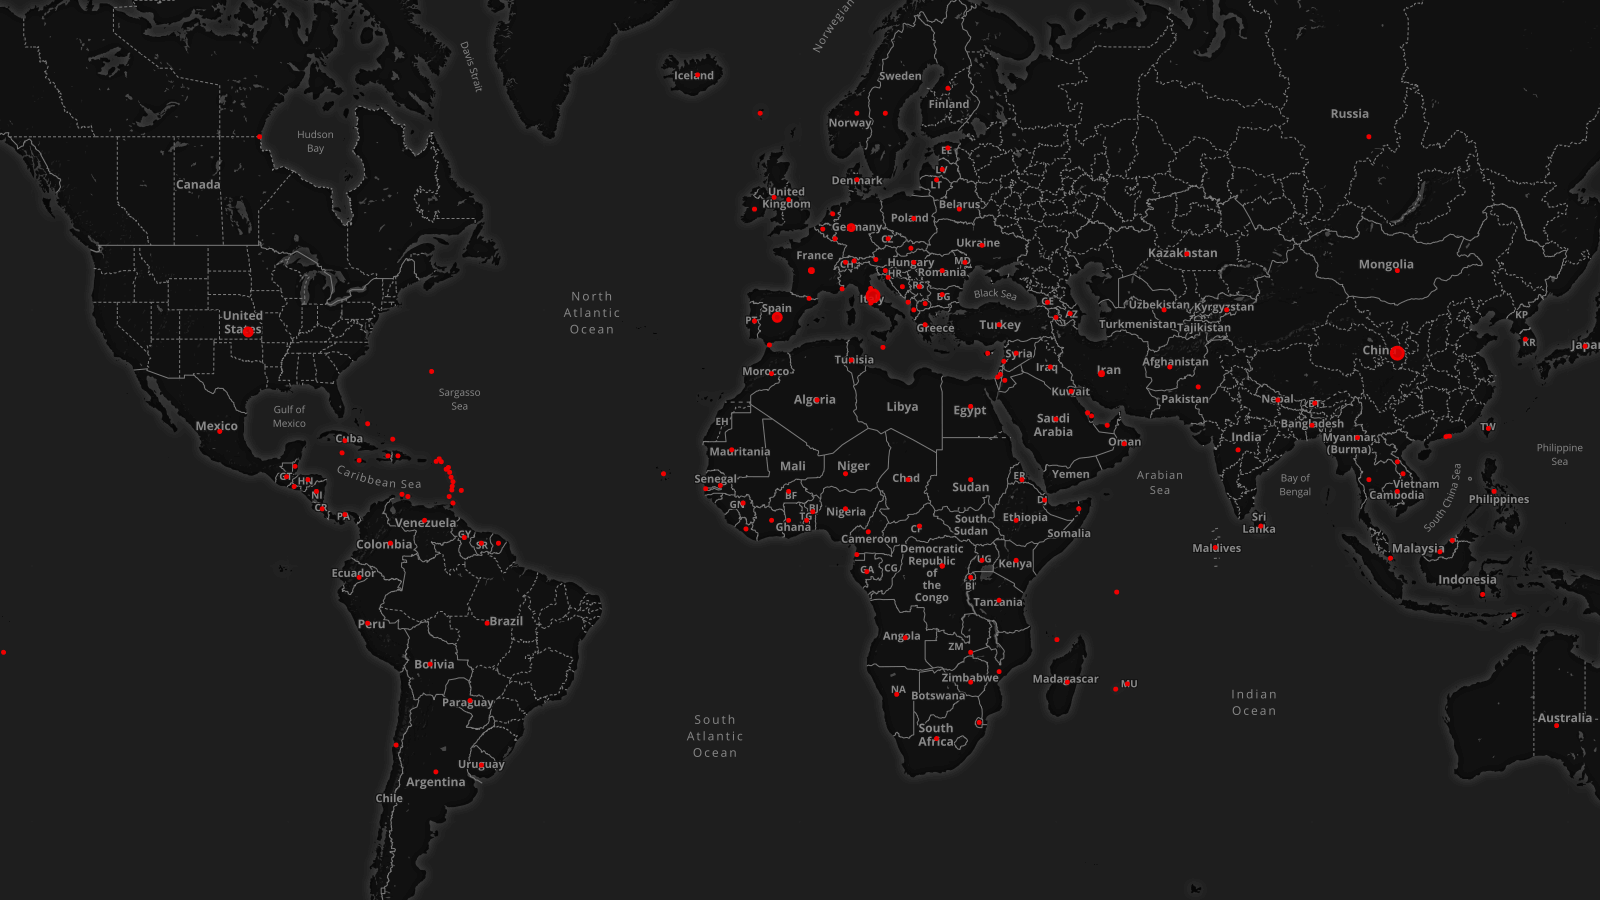 Norwegian
Davis Strait
Iceland
Sweden
Finland
Norway
Russia
Hudson
Bay
Canada
EE
LV
LT
Denmark
United
Kingdom
Belarus
Poland
Germany
Ukraine
France
CH
Hungary
MD
HR
Romania
RS
BG
Black Sea
Kazakhstan
Mongolia
North
Atlantic
Ocean
United
States
Spain
PT
Italy
Greece
Turkey
GE
AZ
Uzbekistan
Kyrgyzstan
Turkmenistan
Tajikistan
KP
KR
Japan
China
Tunisia
Syria
Morocco
Iraq
Iran
Afghanistan
Sargasso
Sea
Algeria
Libya
Egypt
Kuwait
Pakistan
Nepal
BT
Gulf of
Mexico
Mexico
Cuba
EH
Saudi
Arabia
Oman
Bangladesh
India
Myanmar
(Burma)
TW
Philippine
Sea
Caribbean Sea
GT
HN
NI
CR
PA
Mauritania
Mali
Niger
Chad
Sudan
ER
Yemen
Arabian
Sea
Bay of
Bengal
Vietnam
Cambodia
South China Sea
Philippines
Senegal
GN
BF
BJ
TG
Ghana
Nigeria
DJ
Ethiopia
South
Sudan
Somalia
Sri
Lanka
Maldives
Malaysia
Venezuela
Colombia
GY
SR
Cameroon
CF
Democratic
Republic
of
the
Congo
GA
CG
UG
Kenya
BI
Tanzania
Indonesia
Ecuador
Peru
Brazil
Bolivia
Paraguay
Uruguay
Argentina
Chile
Angola
ZM
Zimbabwe
NA
Botswana
Madagascar
MU
South
Africa
South
Atlantic
Ocean
Indian
Ocean
Australia